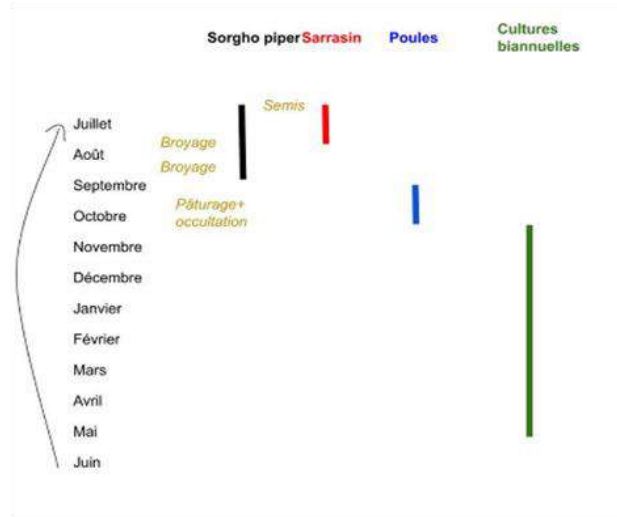 Sorgho piper Sarrasin Poules Cultures
biannuelles
Semis
Juillet
Broyage
Août
Broyage
Septembre
Pâturage+
Octobre
occultation
Novembre
Décembre
Janvier
Février
Mars
Avril
Mai
Juin